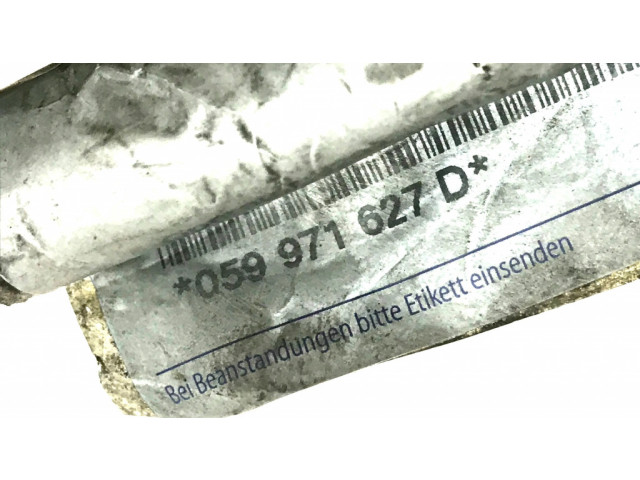 *059 971 627 D*
Bei Beanstandungen bitte Etikett einsenden